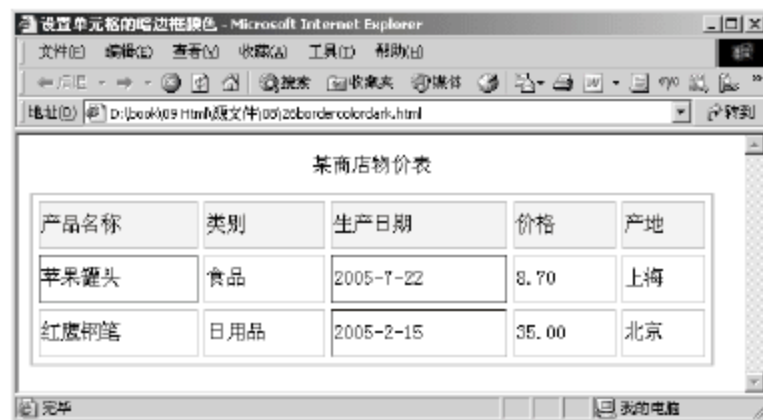 设置单元格的暗边框颜色 - Microsoft Internet Explorer
文件(F) 编辑(E) 查看(V) 收藏(A) 工具(T) 帮助(H)
搜索 收藏夹 媒体
地址(D) D:\book\09 Html\源文件\06\26bordercolordark.html 转到
某商店物价表
产品名称 类别 生产日期 价格 产地
苹果罐头 食品 2005-7-22 8.70 上海
红鹰钢笔 日用品 2005-2-15 35.00 北京
完毕 我的电脑